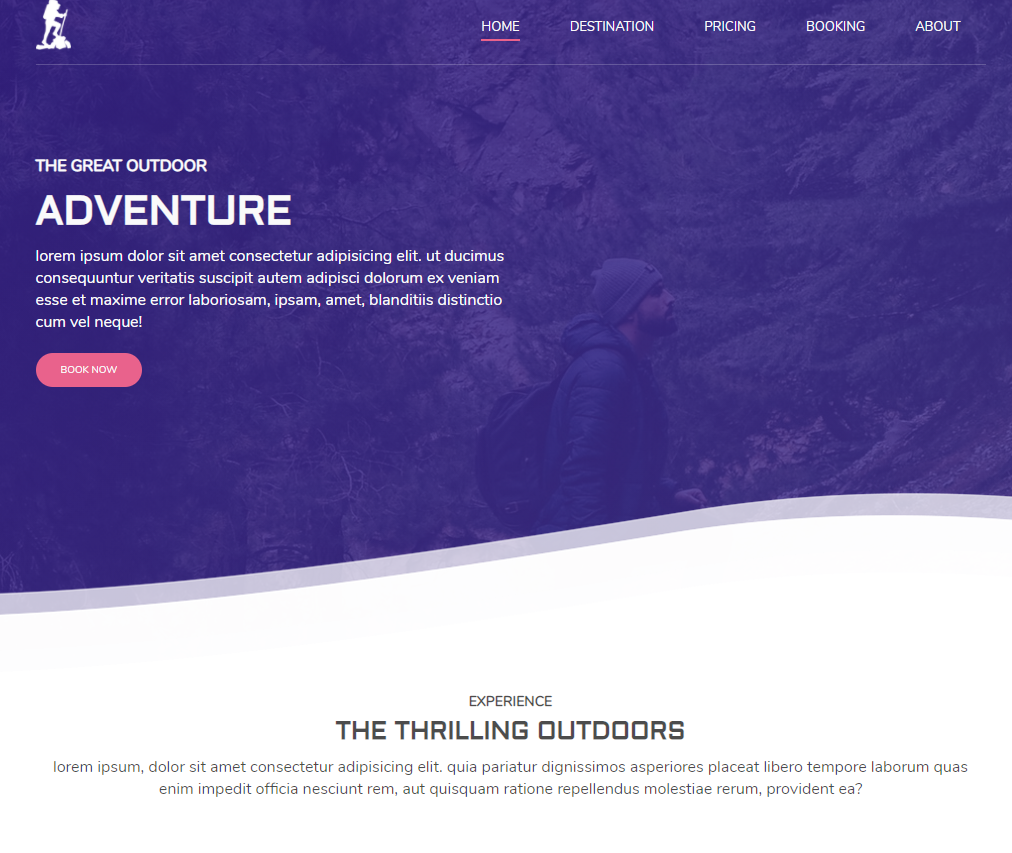 HOME DESTINATION PRICING BOOKING ABOUT
THE GREAT OUTDOOR
ADVENTURE
lorem ipsum dolor sit amet consectetur adipisicing elit. ut ducimus
consequuntur veritatis suscipit autem adipisci dolorum ex veniam
esse et maxime error laboriosam, ipsam, amet, blanditiis distinctio
cum vel neque!
BOOK NOW
EXPERIENCE
THE THRILLING OUTDOORS
lorem ipsum, dolor sit amet consectetur adipisicing elit. quia pariatur dignissimos asperiores placeat libero tempore laborum quas
enim impedit officia nesciunt rem, aut quisquam ratione repellendus molestiae rerum, provident ea?